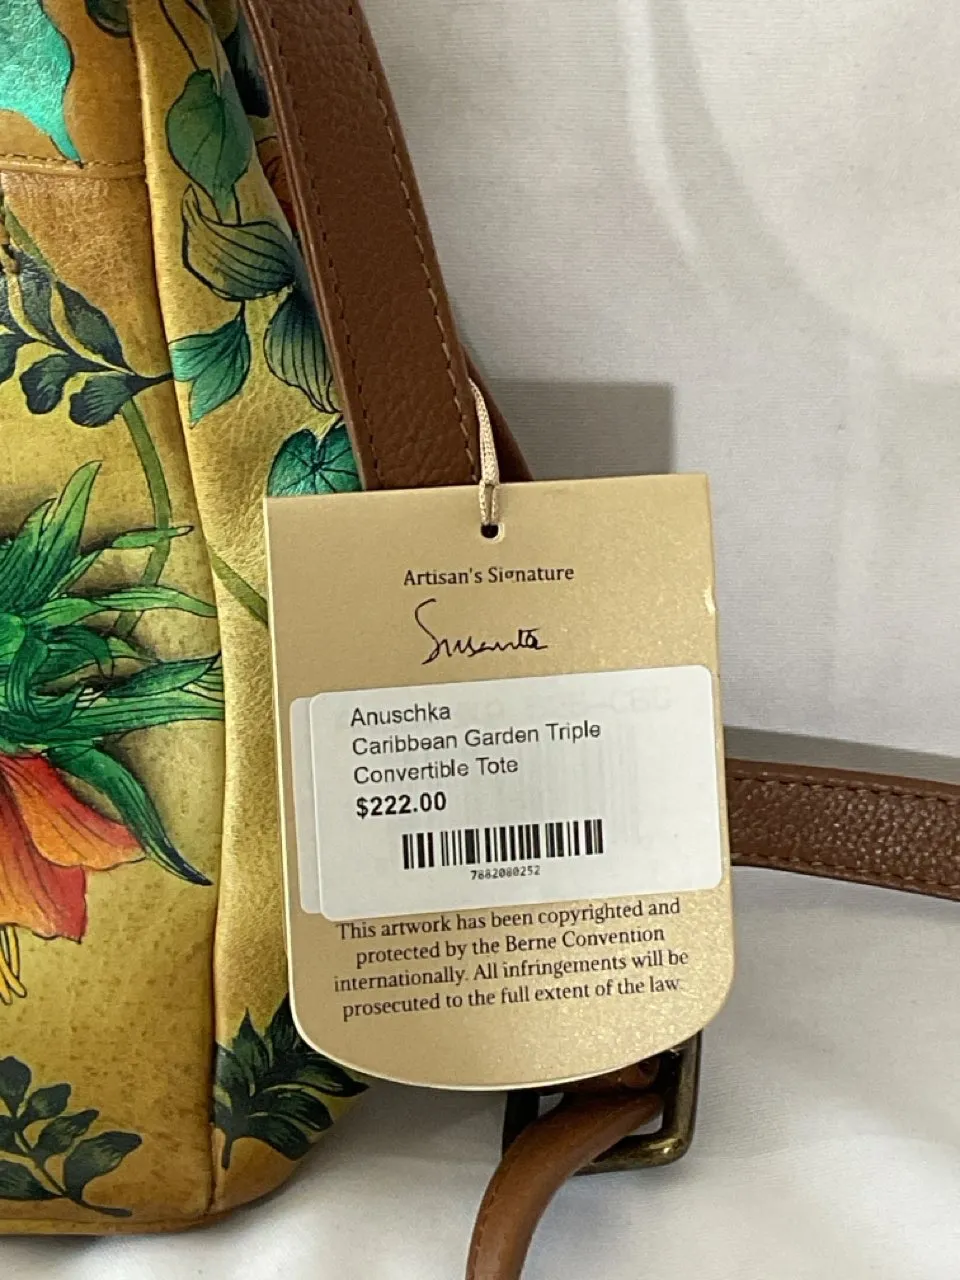 Artisan's Signature
Susanta
Anuschka
Caribbean Garden Triple
Convertible Tote
$222.00
7882080252
This artwork has been copyrighted and
protected by the Berne Convention
internationally. All infringements will be
prosecuted to the full extent of the law